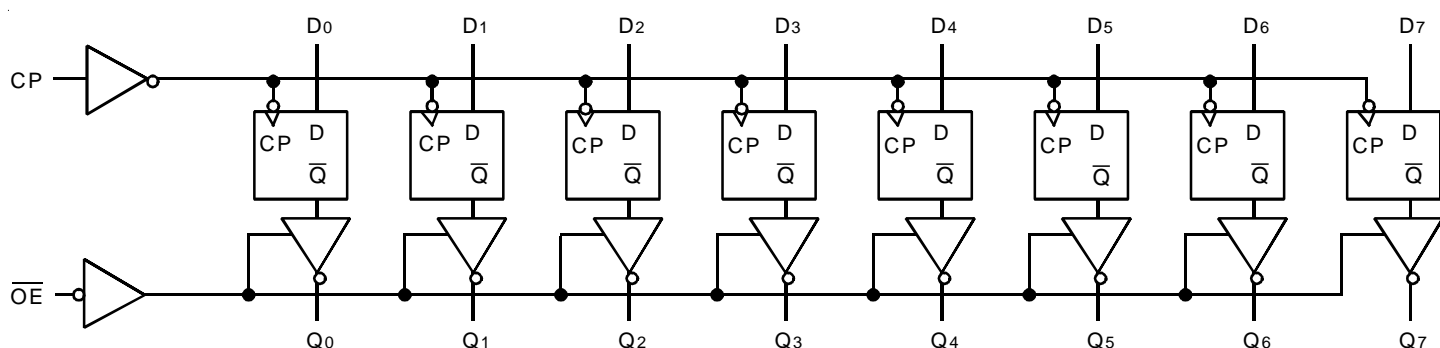 D0 D1 D2 D3 D4 D5 D6 D7
CP
D D D D D D D D
CP CP CP CP CP CP CP CP
Q̅ Q̅ Q̅ Q̅ Q̅ Q̅ Q̅ Q̅
O̅E̅
Q0 Q1 Q2 Q3 Q4 Q5 Q6 Q7